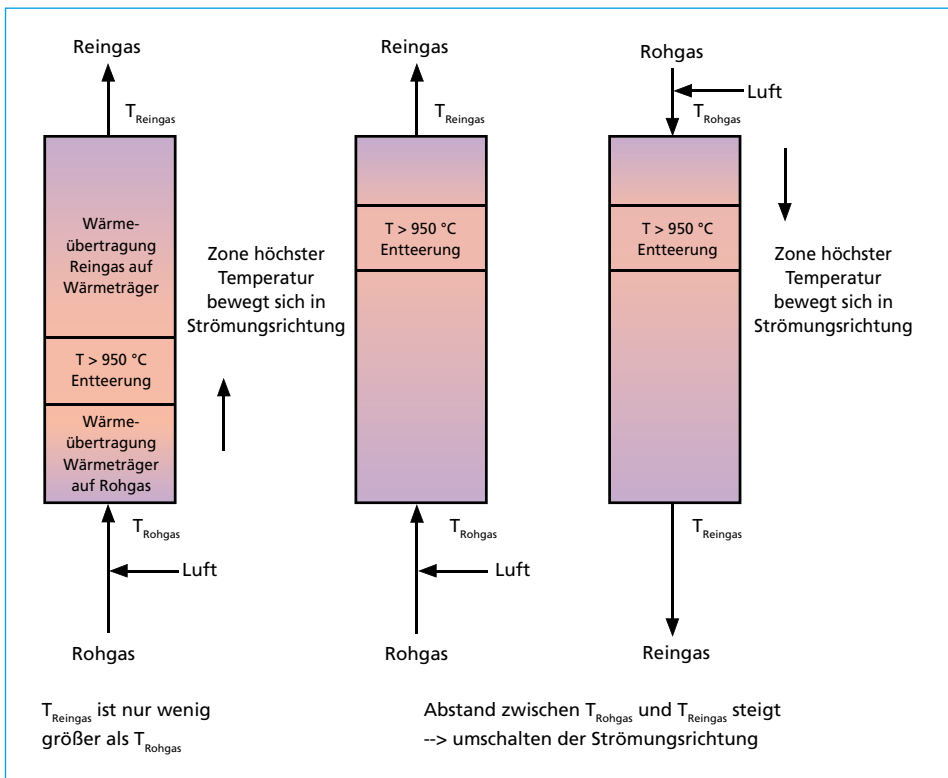 Reingas
T_Reingas
Wärme-
übertragung
Reingas auf
Wärmeträger
T > 950 °C
Entteerung
Wärme-
übertragung
Wärmeträger
auf Rohgas
T_Rohgas
Luft
Rohgas
Zone höchster
Temperatur
bewegt sich in
Strömungsrichtung
Reingas
T_Reingas
T > 950 °C
Entteerung
T_Rohgas
Luft
Rohgas
Rohgas
Luft
T_Rohgas
T > 950 °C
Entteerung
Zone höchster
Temperatur
bewegt sich in
Strömungsrichtung
T_Reingas
Reingas
T_Reingas ist nur wenig
größer als T_Rohgas
Abstand zwischen T_Rohgas und T_Reingas steigt
--> umschalten der Strömungsrichtung